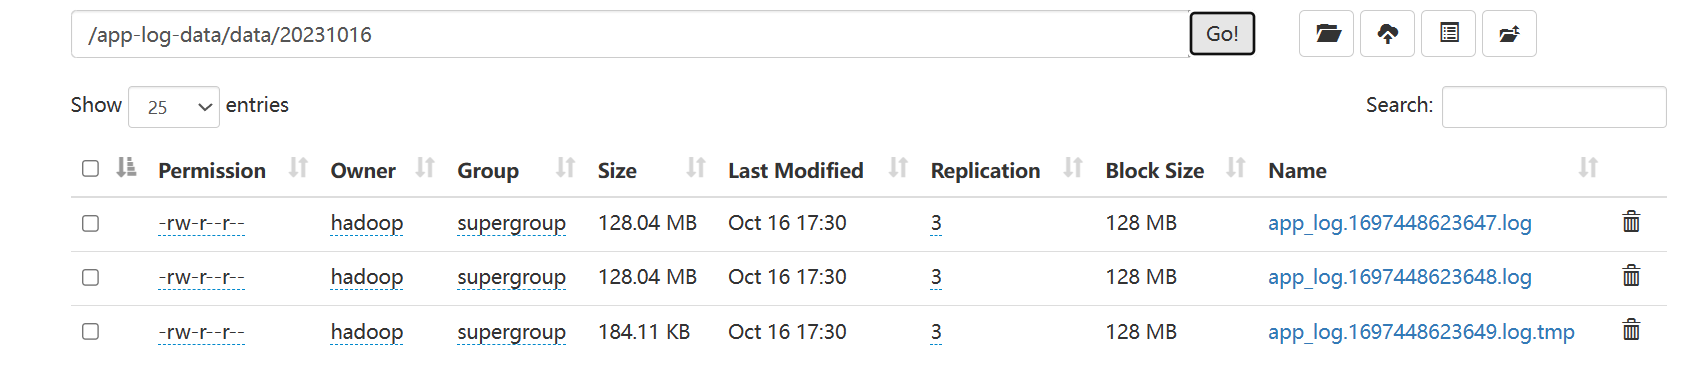 /app-log-data/data/20231016 Go!
Show 25 entries Search:
Permission Owner Group Size Last Modified Replication Block Size Name
-rw-r--r-- hadoop supergroup 128.04 MB Oct 16 17:30 3 128 MB app_log.1697448623647.log
-rw-r--r-- hadoop supergroup 128.04 MB Oct 16 17:30 3 128 MB app_log.1697448623648.log
-rw-r--r-- hadoop supergroup 184.11 KB Oct 16 17:30 3 128 MB app_log.1697448623649.log.tmp